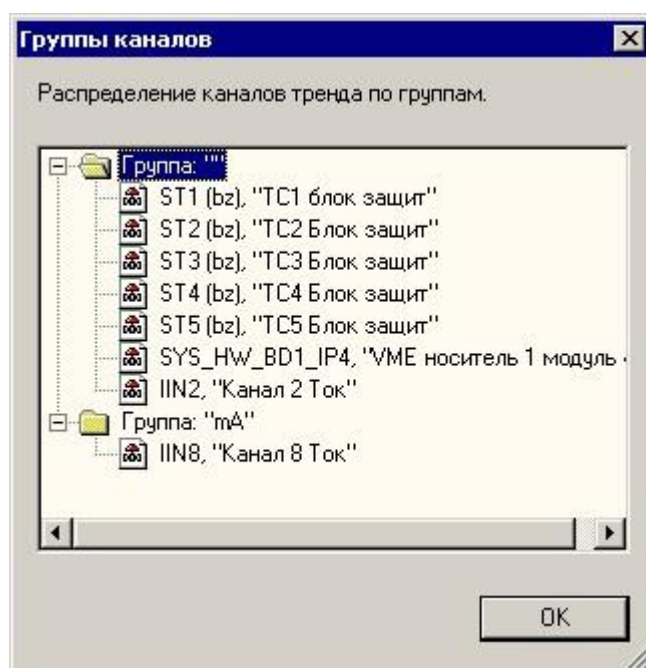 Группы каналов
Распределение каналов тренда по группам.
Группа: ""
ST1 (bz), "ТС1 блок защит"
ST2 (bz), "ТС2 Блок защит"
ST3 (bz), "ТС3 Блок защит"
ST4 (bz), "ТС4 Блок защит"
ST5 (bz), "ТС5 Блок защит"
SYS_HW_BD1_IP4, "VME носитель 1 модуль
IIN2, "Канал 2 Ток"
Группа: "mA"
IIN8, "Канал 8 Ток"
OK